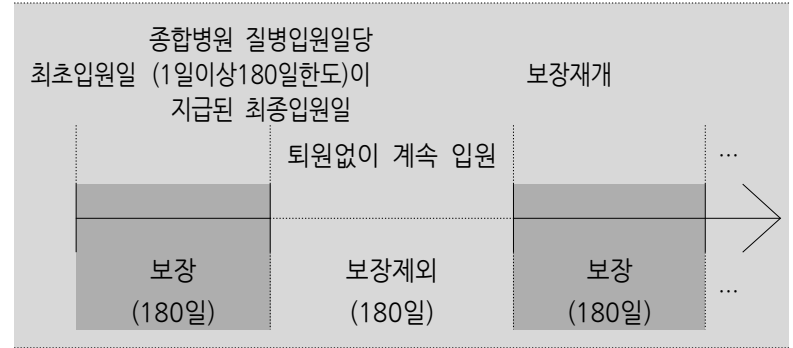 종합병원 질병입원일당
최초입원일 (1일이상180일한도)이 보장재개
지급된 최종입원일
퇴원없이 계속 입원 …
보장 보장제외 보장 …
(180일) (180일) (180일)